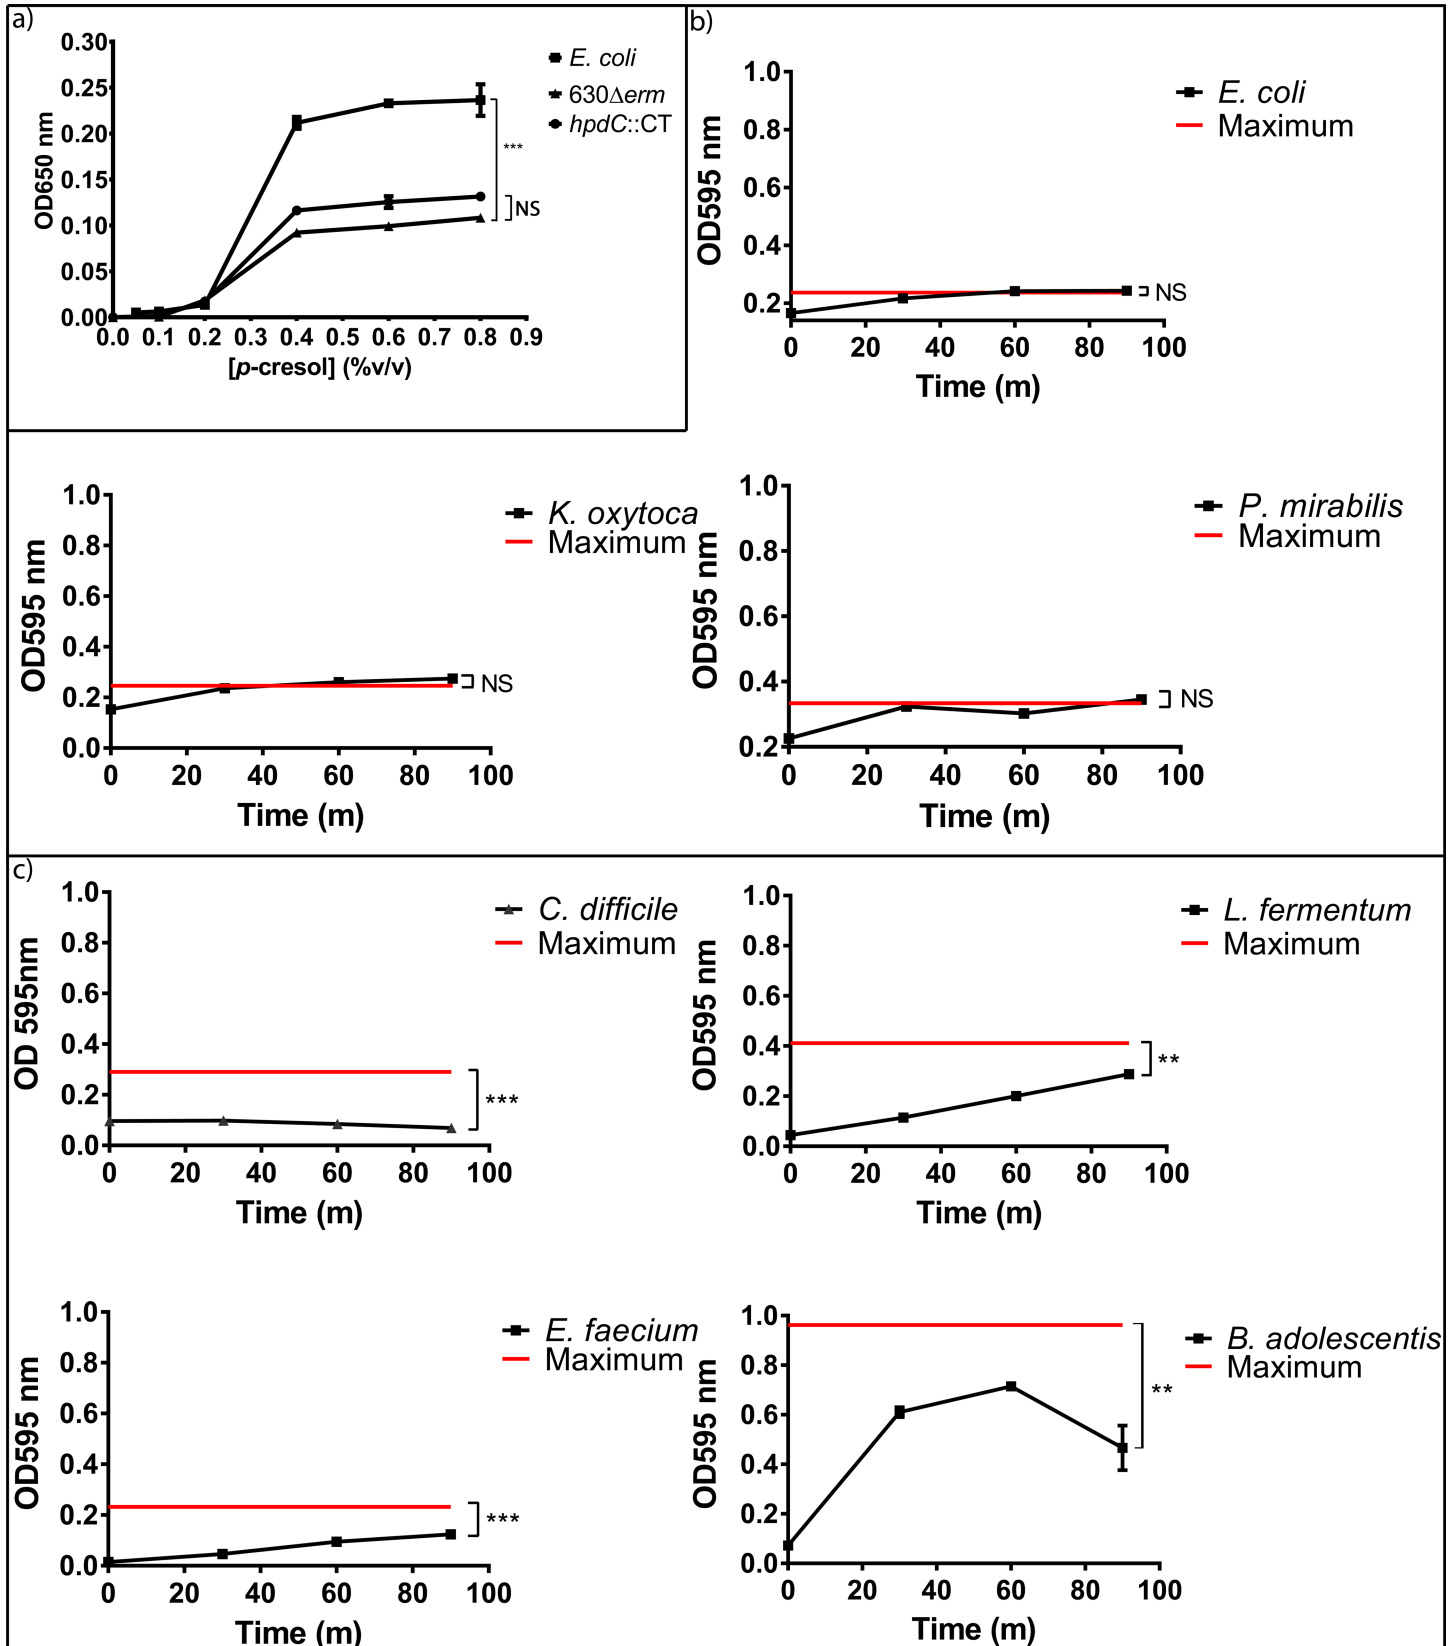 a)
0.30
0.25
0.20
0.15
0.10
0.05
0.00
OD650 nm
0.0 0.1 0.2 0.3 0.4 0.5 0.6 0.7 0.8 0.9
[p-cresol] (%v/v)
E. coli
630Δerm
hpdC::CT
***
NS
b)
1.0
0.8
0.6
0.4
0.2
OD595 nm
0 20 40 60 80 100
Time (m)
E. coli
Maximum
NS
1.0
0.8
0.6
0.4
0.2
0.0
OD595 nm
0 20 40 60 80 100
Time (m)
K. oxytoca
Maximum
NS
1.0
0.8
0.6
0.4
0.2
OD595 nm
0 20 40 60 80 100
Time (m)
P. mirabilis
Maximum
NS
c)
1.0
0.8
0.6
0.4
0.2
0.0
OD 595nm
0 20 40 60 80 100
Time (m)
C. difficile
Maximum
***
1.0
0.8
0.6
0.4
0.2
0.0
OD595 nm
0 20 40 60 80 100
Time (m)
L. fermentum
Maximum
**
1.0
0.8
0.6
0.4
0.2
0.0
OD595 nm
0 20 40 60 80 100
Time (m)
E. faecium
Maximum
***
1.0
0.8
0.6
0.4
0.2
0.0
OD595 nm
0 20 40 60 80 100
Time (m)
B. adolescentis
Maximum
**